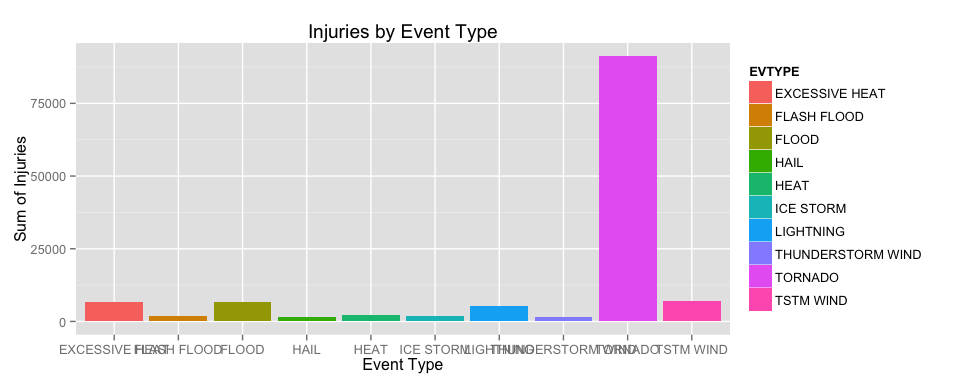 Injuries by Event Type
Sum of Injuries
75000
50000
25000
0
EXCESSIVE HEAT FLASH FLOOD FLOOD HAIL HEAT ICE STORM LIGHTNING THUNDERSTORM WIND TORNADO TSTM WIND
Event Type
EVTYPE
EXCESSIVE HEAT
FLASH FLOOD
FLOOD
HAIL
HEAT
ICE STORM
LIGHTNING
THUNDERSTORM WIND
TORNADO
TSTM WIND